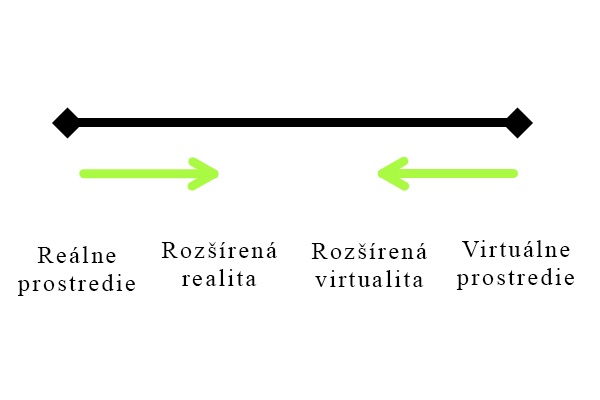 Reálne
prostredie
Rozšírená
realita
Rozšírená
virtualita
Virtuálne
prostredie